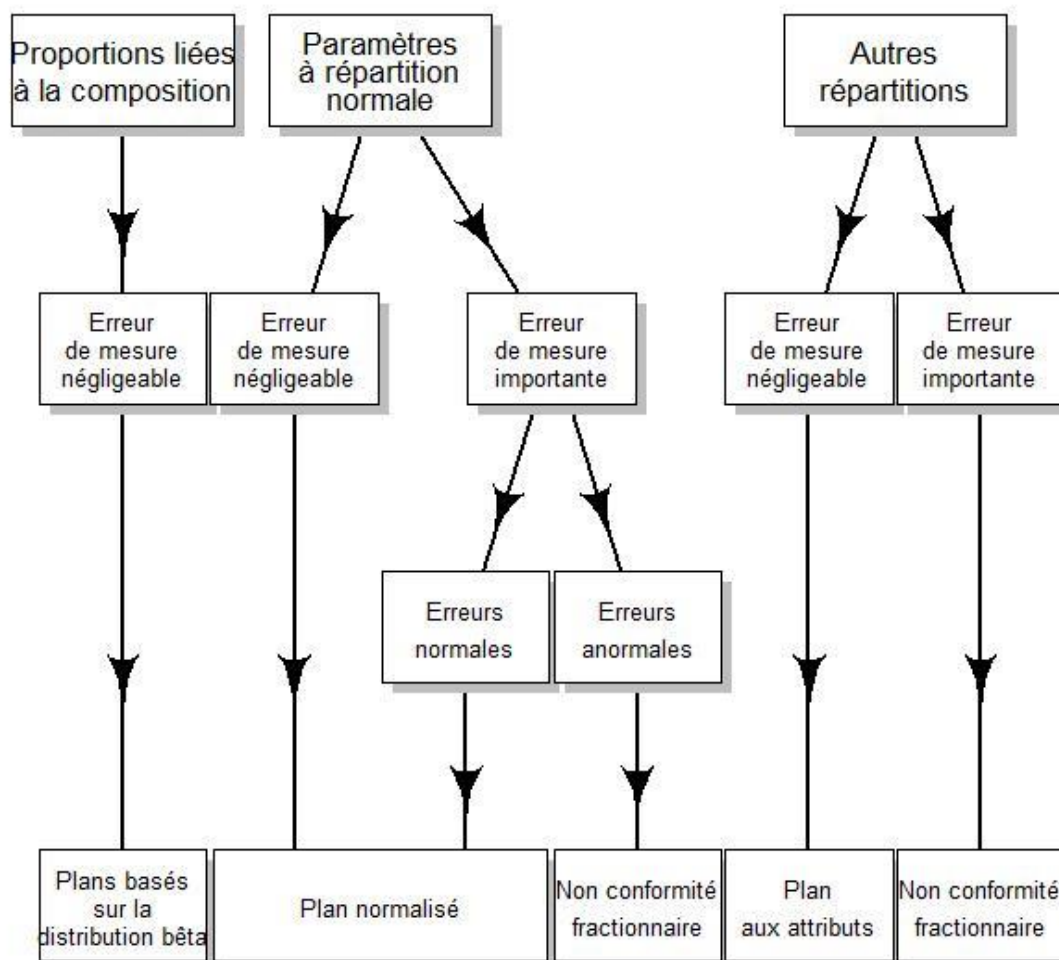 Proportions liées
à la composition
Paramètres
à répartition
normale
Autres
répartitions
Erreur
de mesure
négligeable
Erreur
de mesure
négligeable
Erreur
de mesure
importante
Erreur
de mesure
négligeable
Erreur
de mesure
importante
Erreurs
normales
Erreurs
anormales
Plans basés
sur la
distribution bêta
Plan normalisé
Non conformité
fractionnaire
Plan
aux attributs
Non conformité
fractionnaire